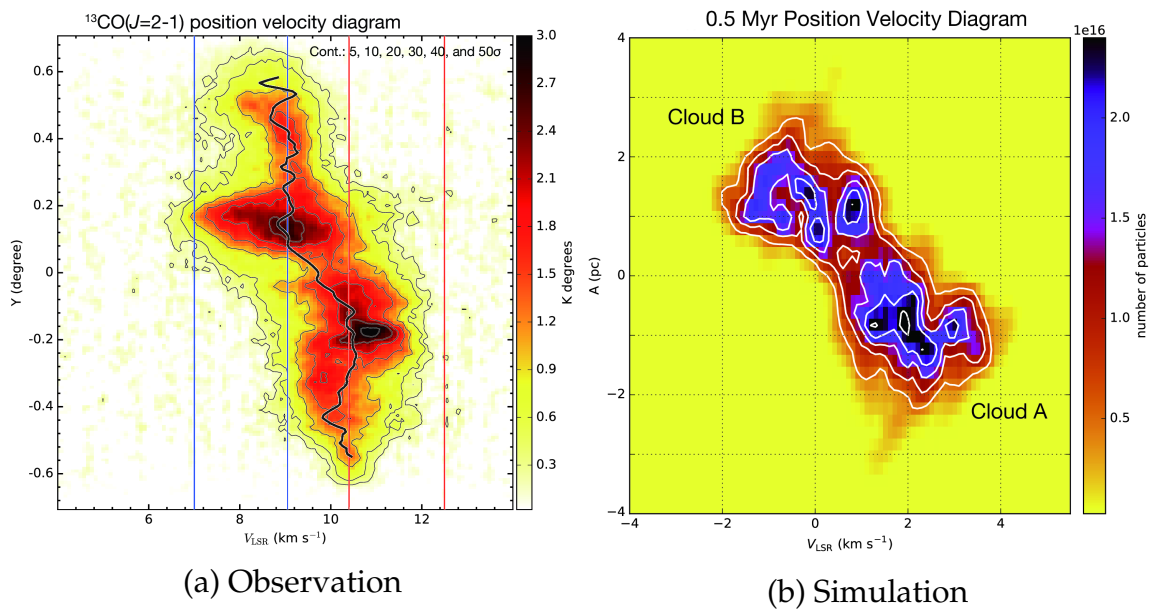 ¹³CO(J=2-1) position velocity diagram
Cont.: 5, 10, 20, 30, 40, and 50σ
0.6
0.4
0.2
0
-0.2
-0.4
-0.6
Y (degree)
6
8
10
12
V_LSR (km s⁻¹)
3.0
2.7
2.4
2.1
1.8
1.5
1.2
0.9
0.6
0.3
K degrees
(a) Observation
0.5 Myr Position Velocity Diagram
1e16
Cloud B
Cloud A
4
3
2
1
0
−1
−2
−3
−4
A (pc)
−4
−2
0
2
4
V_LSR (km s⁻¹)
2.0
1.5
1.0
0.5
number of particles
(b) Simulation